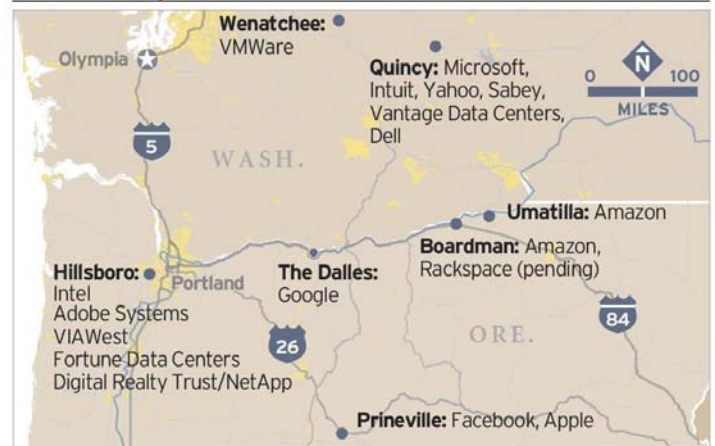 Wenatchee:
VMWare
Olympia
Quincy: Microsoft,
Intuit, Yahoo, Sabey,
Vantage Data Centers,
Dell
N
0 100
MILES
5
WASH.
Umatilla: Amazon
Boardman: Amazon,
Rackspace (pending)
Hillsboro:
Intel
Adobe Systems
VIAWest
Fortune Data Centers
Digital Realty Trust/NetApp
Portland
The Dalles:
Google
26
ORE.
84
Prineville: Facebook, Apple